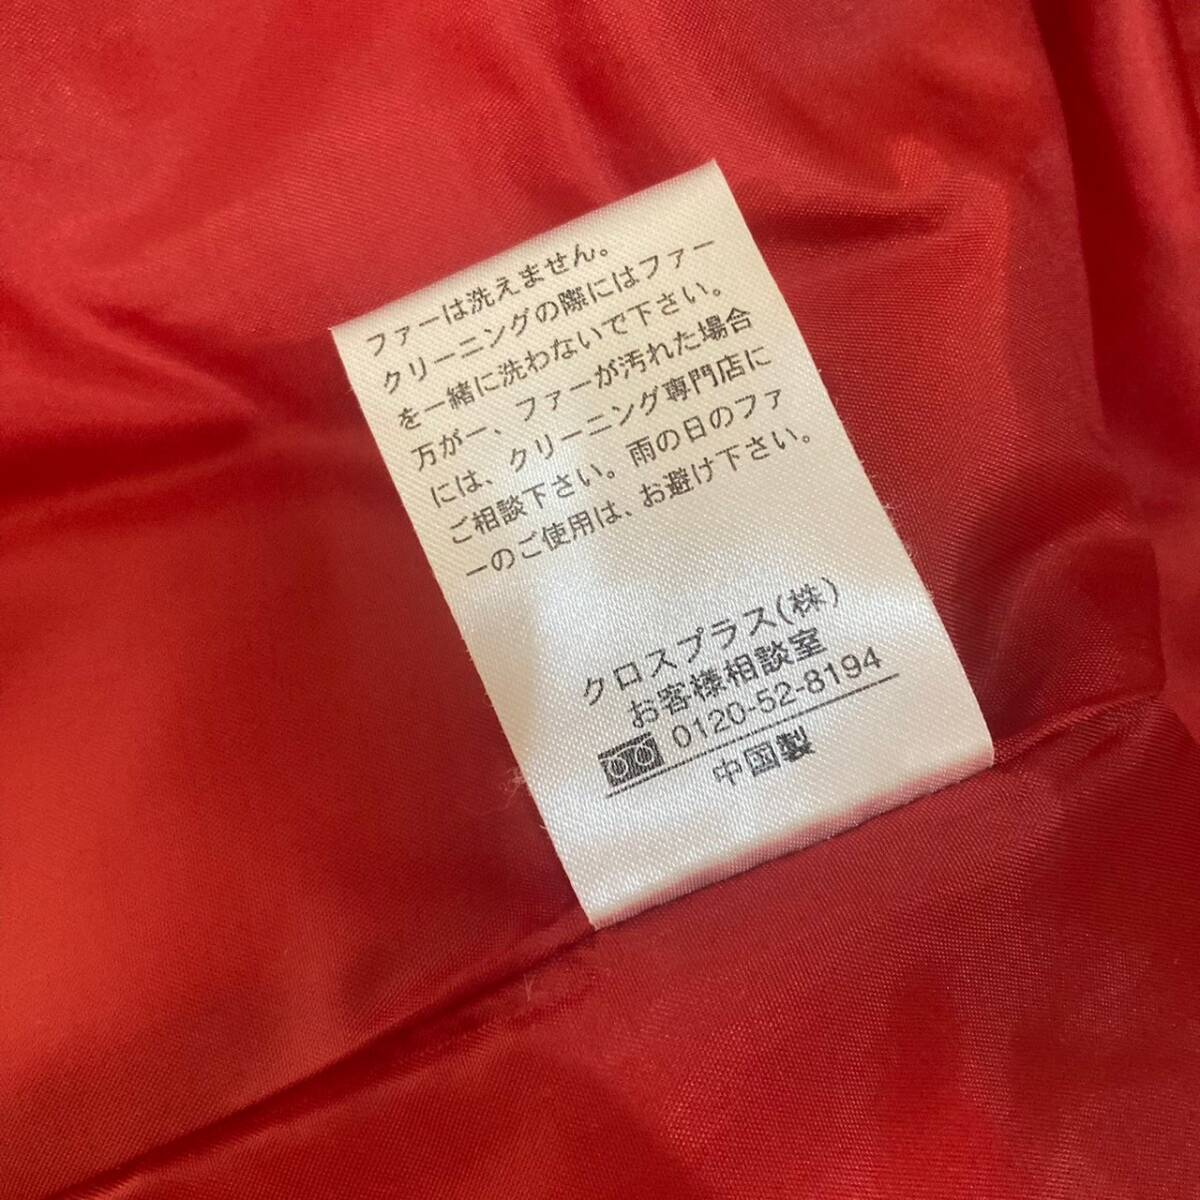 ファーは洗えません。
クリーニングの際にはファー
を一緒に洗わないで下さい。
万が一、ファーが汚れた場合
には、クリーニング専門店に
ご相談下さい。雨の日のファ
ーのご使用は、お避け下さい。
クロスプラス(株)
お客様相談室
0120-52-8194
中国製